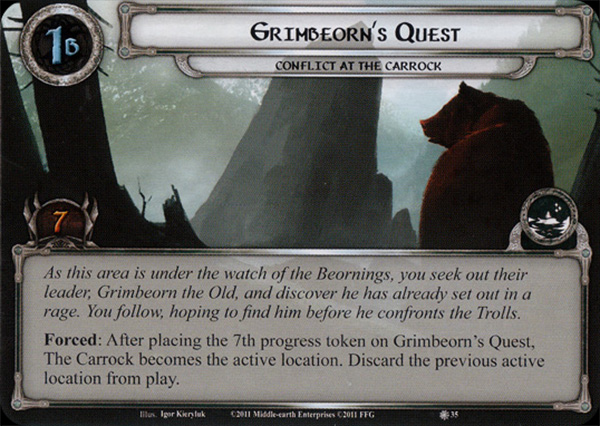 1B
GRIMBEORN'S QUEST
CONFLICT AT THE CARROCK
7
As this area is under the watch of the Beornings, you seek out their
leader, Grimbeorn the Old, and discover he has already set out in a
rage. You follow, hoping to find him before he confronts the Trolls.
Forced: After placing the 7th progress token on Grimbeorn's Quest,
The Carrock becomes the active location. Discard the previous active
location from play.
Illus. Igor Kieryluk ©2011 Middle-earth Enterprises ©2011 FFG 35